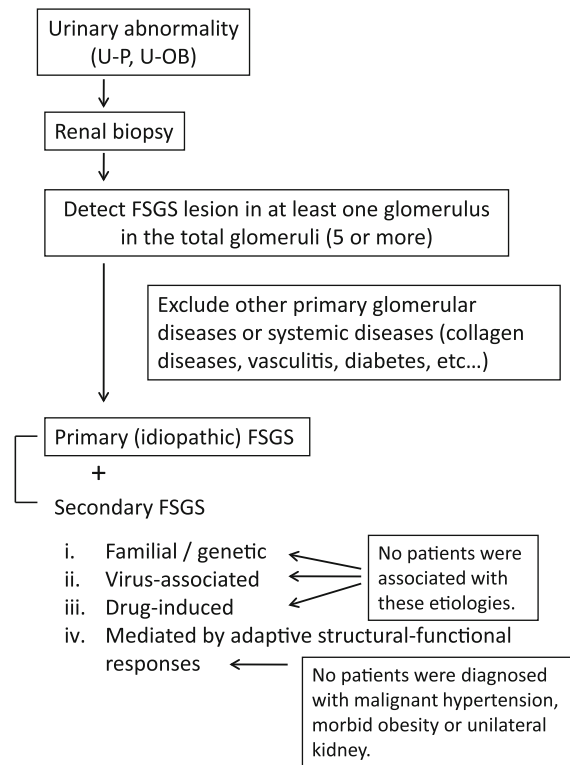 Urinary abnormality
(U-P, U-OB)
Renal biopsy
Detect FSGS lesion in at least one glomerulus
in the total glomeruli (5 or more)
Exclude other primary glomerular
diseases or systemic diseases (collagen
diseases, vasculitis, diabetes, etc...)
Primary (idiopathic) FSGS
+
Secondary FSGS
i. Familial / genetic
ii. Virus-associated
iii. Drug-induced
No patients were
associated with
these etiologies.
iv. Mediated by adaptive structural-functional
responses
No patients were diagnosed
with malignant hypertension,
morbid obesity or unilateral
kidney.